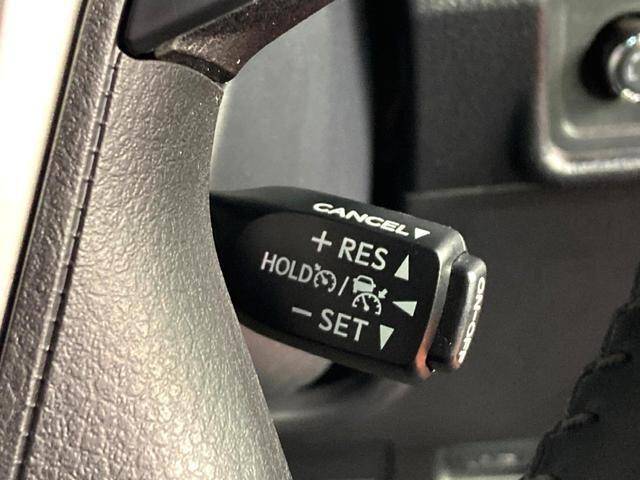 CANCEL▼
+ RES ▲
HOLD / ◀
− SET ▼
ON·OFF